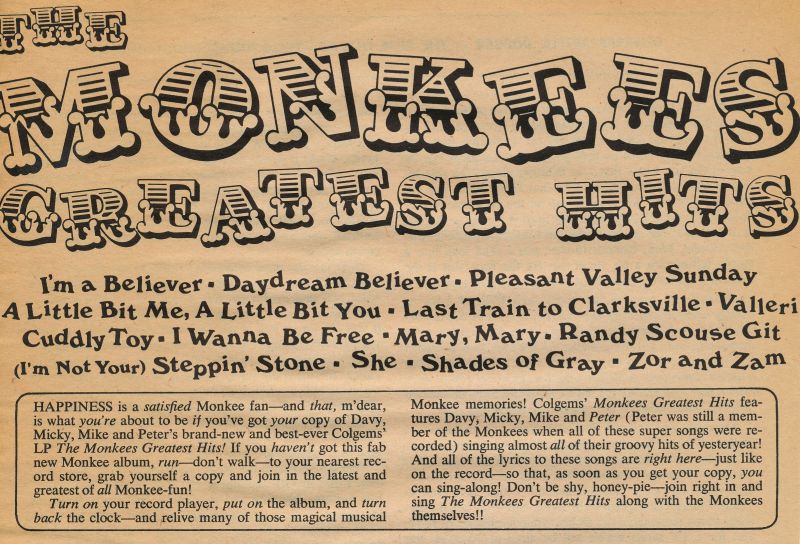 THE
MONKEES
GREATEST HITS
I'm a Believer • Daydream Believer • Pleasant Valley Sunday
A Little Bit Me, A Little Bit You • Last Train to Clarksville • Valleri
Cuddly Toy • I Wanna Be Free • Mary, Mary • Randy Scouse Git
(I'm Not Your) Steppin' Stone • She • Shades of Gray • Zor and Zam
HAPPINESS is a satisfied Monkee fan—and that, m'dear,
is what you're about to be if you've got your copy of Davy,
Micky, Mike and Peter's brand-new and best-ever Colgems'
LP The Monkees Greatest Hits! If you haven't got this fab
new Monkee album, run—don't walk—to your nearest rec-
ord store, grab yourself a copy and join in the latest and
greatest of all Monkee-fun!
Turn on your record player, put on the album, and turn
back the clock—and relive many of those magical musical
Monkee memories! Colgems' Monkees Greatest Hits fea-
tures Davy, Micky, Mike and Peter (Peter was still a mem-
ber of the Monkees when all of these super songs were re-
corded) singing almost all of their groovy hits of yesteryear!
And all of the lyrics to these songs are right here—just like
on the record—so that, as soon as you get your copy, you
can sing-along! Don't be shy, honey-pie—join right in and
sing The Monkees Greatest Hits along with the Monkees
themselves!!